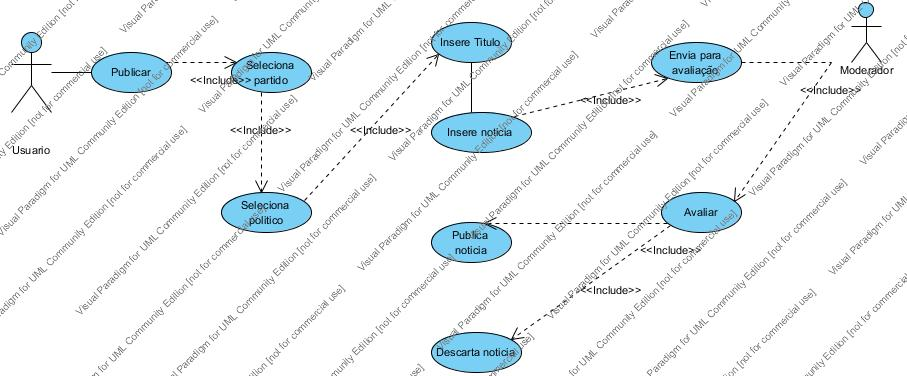 Usuario
Publicar
<<Include>>
Seleciona
partido
<<Include>>
Seleciona
politico
<<Include>>
Insere Titulo
Insere noticia
<<Include>>
Envia para
avaliação
Moderador
<<Include>>
Avaliar
<<Include>>
Publica
noticia
<<Include>>
Descarta noticia
Visual Paradigm for UML Community Edition [not for commercial use]